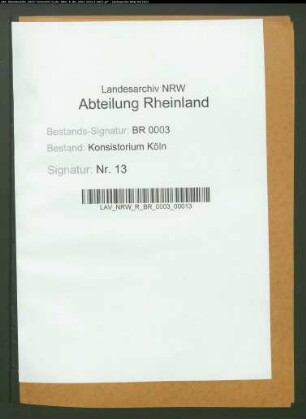 Landesarchiv NRW
Abteilung Rheinland
Bestands-Signatur: BR 0003
Bestand: Konsistorium Köln
Signatur: Nr. 13
LAV_NRW_R_BR_0003_00013